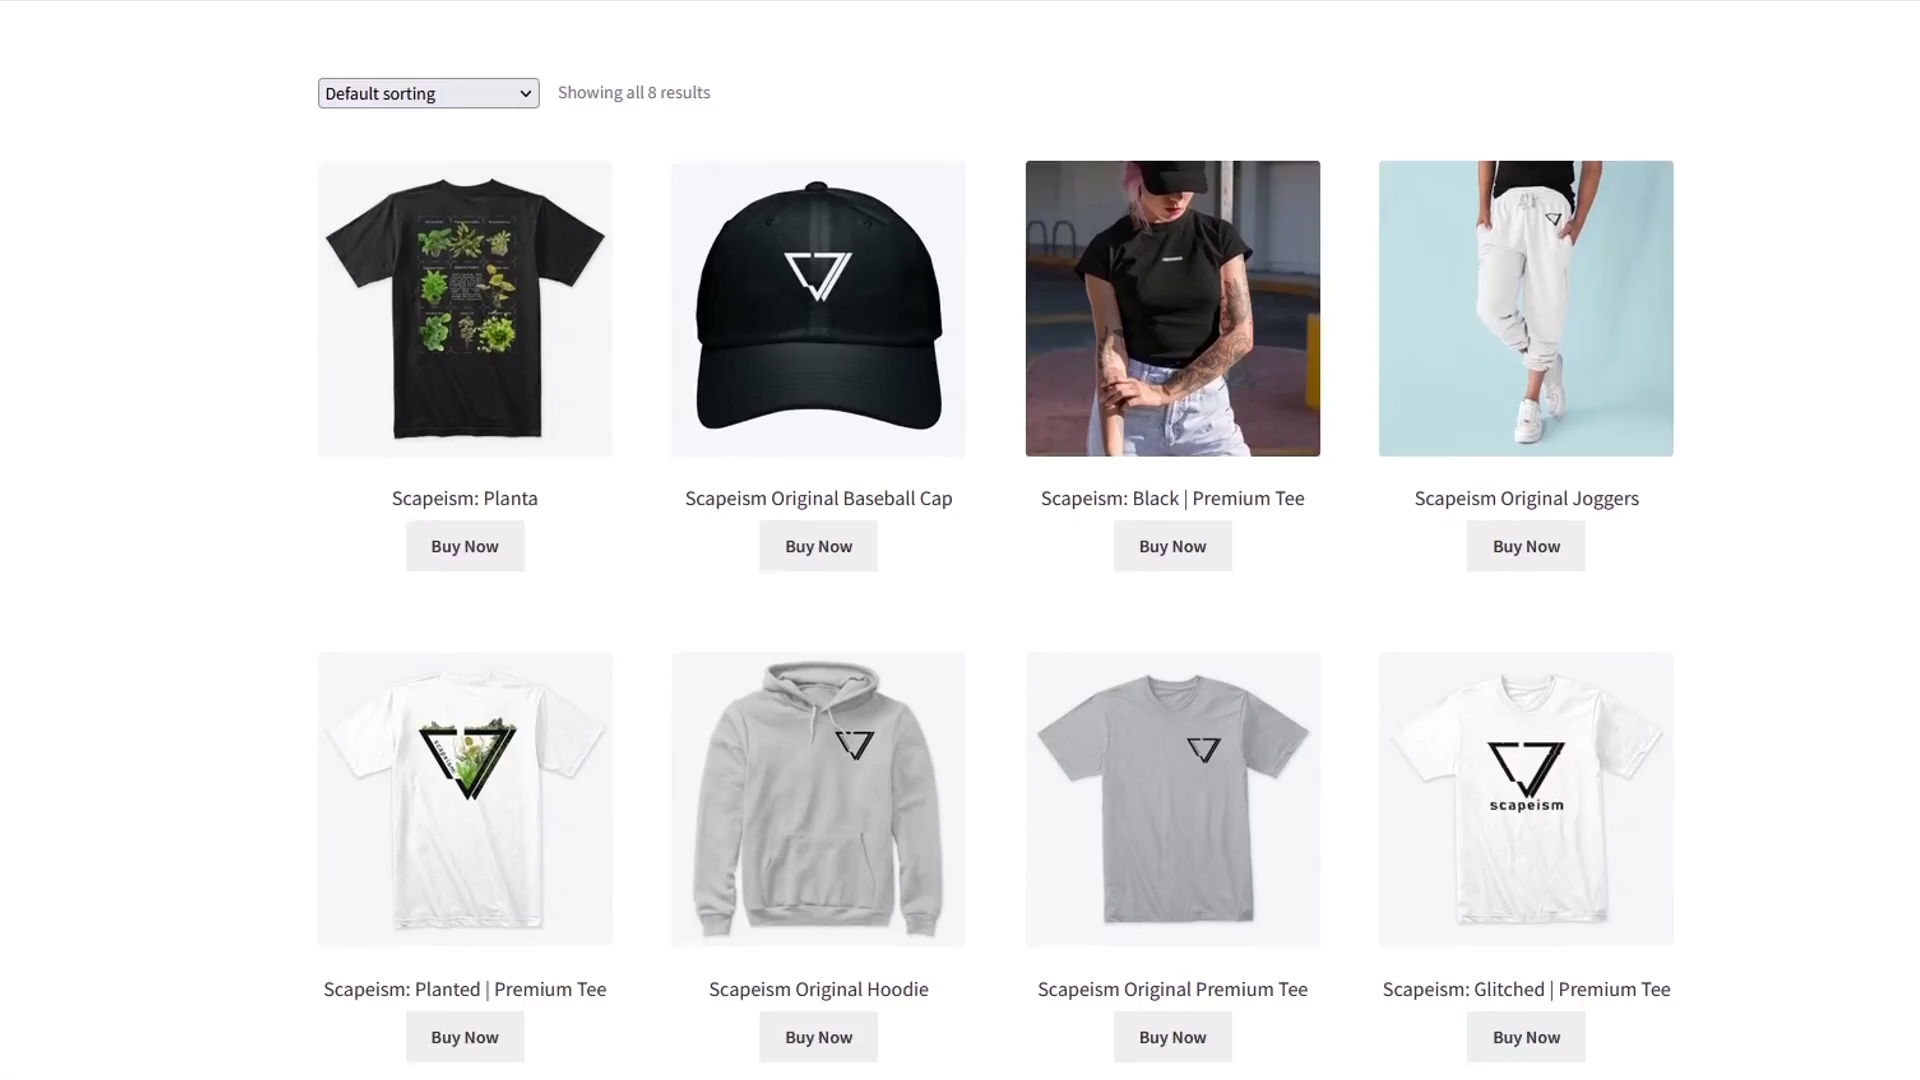 Default sorting
Showing all 8 results
Scapeism: Planta
Scapeism Original Baseball Cap
Scapeism: Black | Premium Tee
Scapeism Original Joggers
Buy Now
Buy Now
Buy Now
Buy Now
scapeism
scapeism
Scapeism: Planted | Premium Tee
Scapeism Original Hoodie
Scapeism Original Premium Tee
Scapeism: Glitched | Premium Tee
Buy Now
Buy Now
Buy Now
Buy Now